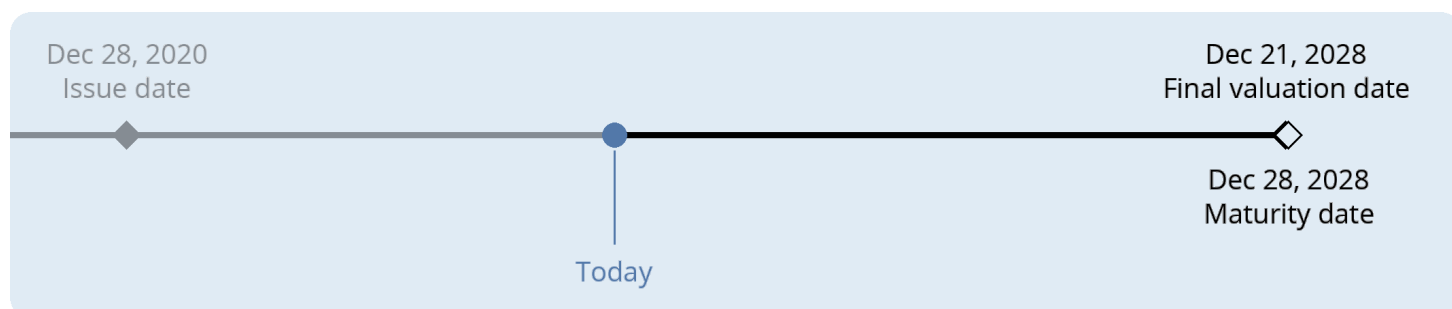 Dec 28, 2020
Issue date
Dec 21, 2028
Final valuation date
Dec 28, 2028
Maturity date
Today